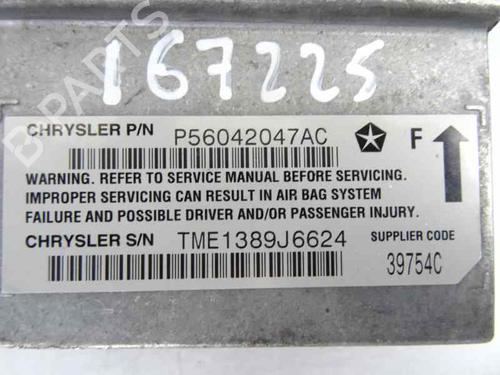 167225
B-PARTS
CHRYSLER P/N P56042047AC F
WARNING. REFER TO SERVICE MANUAL BEFORE SERVICING.
IMPROPER SERVICING CAN RESULT IN AIR BAG SYSTEM
FAILURE AND POSSIBLE DRIVER AND/OR PASSENGER INJURY.
CHRYSLER S/N TME1389J6624 SUPPLIER CODE
39754C